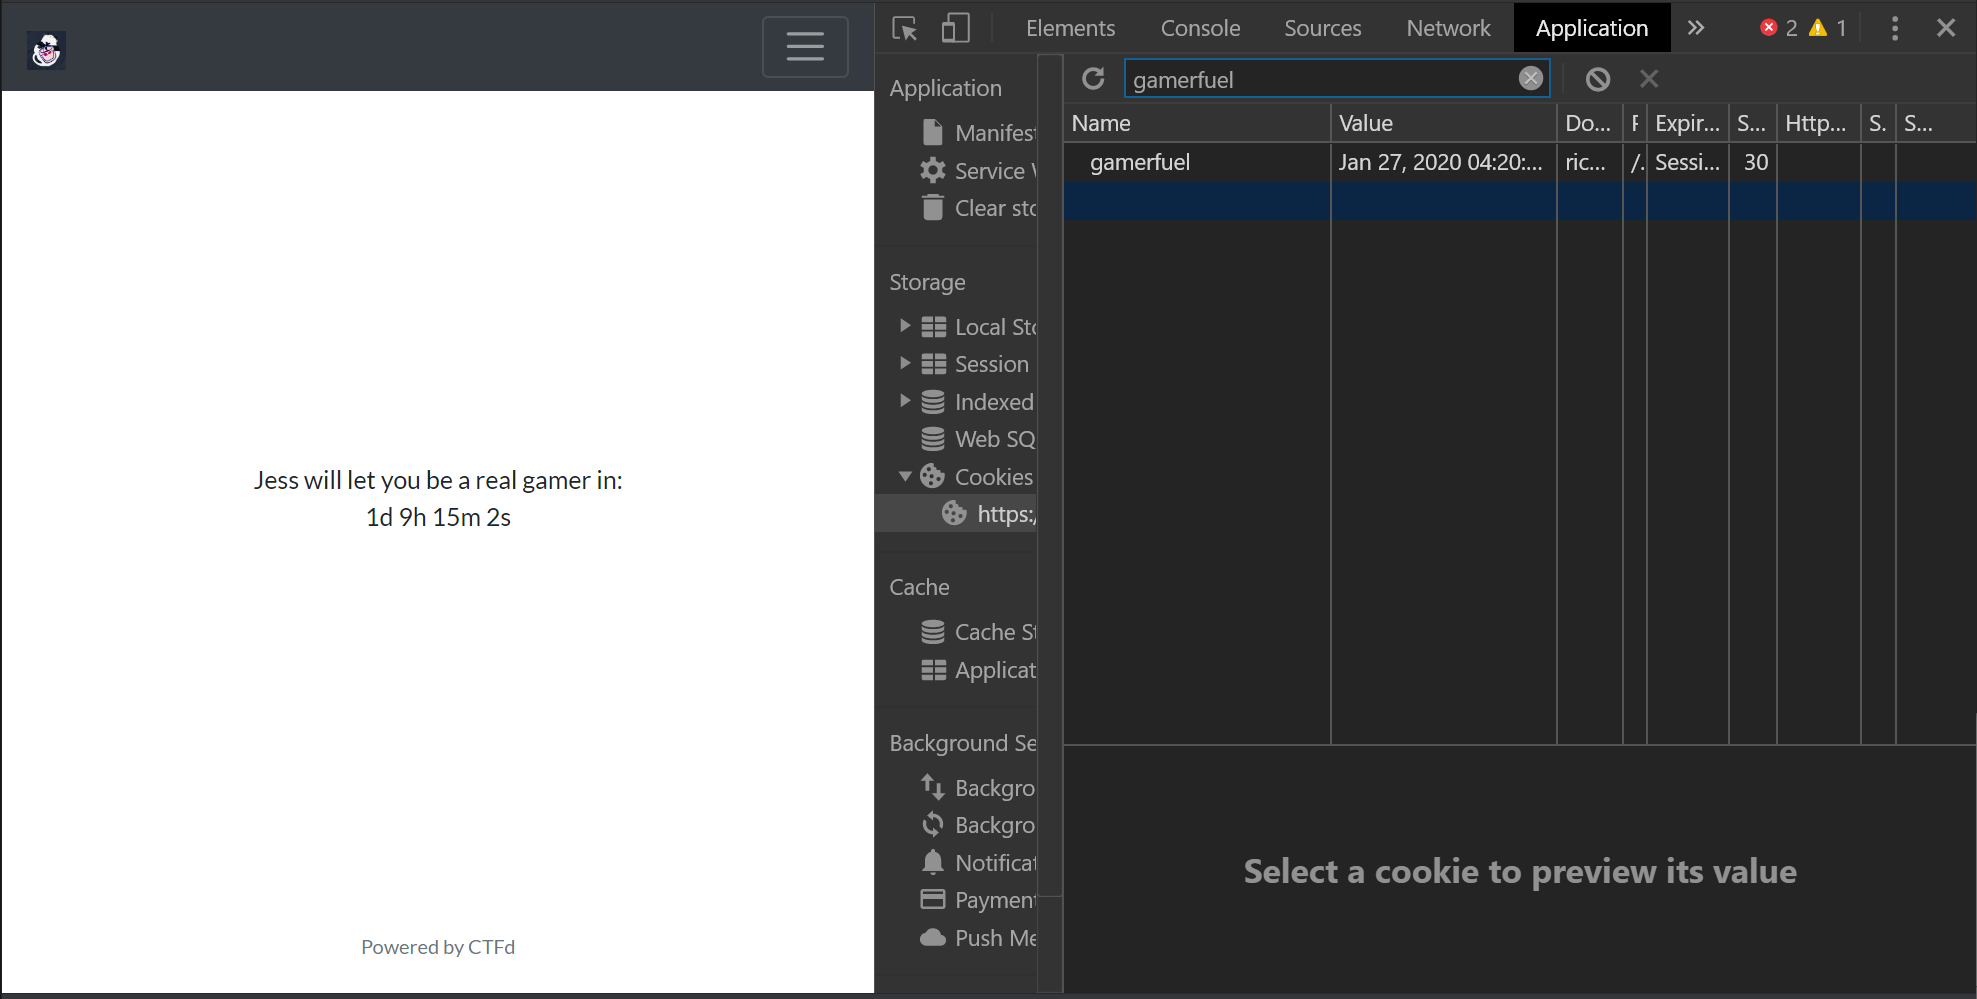 Jess will let you be a real gamer in:
1d 9h 15m 2s
Powered by CTFd
Elements Console Sources Network Application 2 1
Application
Manifest
Service
Clear sto
Storage
Local Sto
Session
Indexed
Web SQ
Cookies
https:/
Cache
Cache St
Applicat
Background Se
Backgro
Backgro
Notificat
Payment
Push Me
gamerfuel
Name Value Do... Expir... S... Http... S. S...
gamerfuel Jan 27, 2020 04:20:... ric... /. Sessi... 30
Select a cookie to preview its value